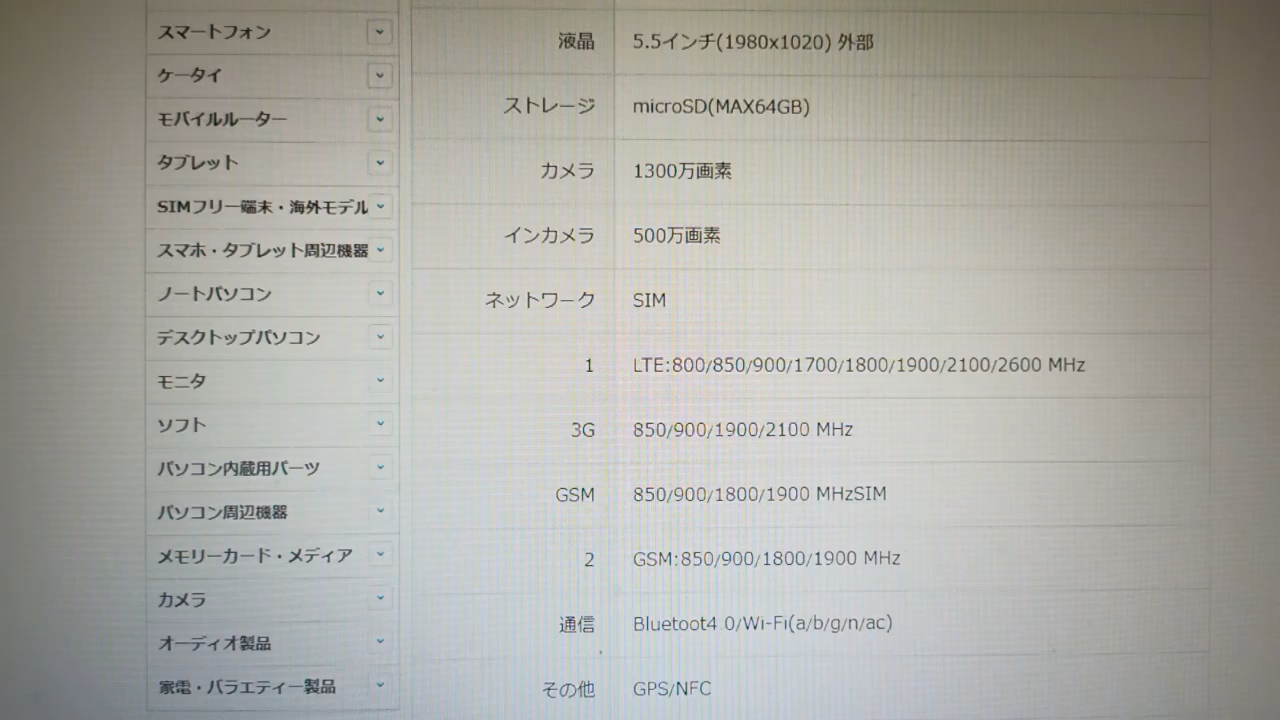 スマートフォン
ケータイ
モバイルルーター
タブレット
SIMフリー端末・海外モデル
スマホ・タブレット周辺機器
ノートパソコン
デスクトップパソコン
モニタ
ソフト
パソコン内蔵用パーツ
パソコン周辺機器
メモリーカード・メディア
カメラ
オーディオ製品
家電・バラエティー製品
液晶 5.5インチ(1980x1020) 外部
ストレージ microSD(MAX64GB)
カメラ 1300万画素
インカメラ 500万画素
ネットワーク SIM
1 LTE:800/850/900/1700/1800/1900/2100/2600 MHz
3G 850/900/1900/2100 MHz
GSM 850/900/1800/1900 MHzSIM
2 GSM:850/900/1800/1900 MHz
通信 Bluetoot4.0/Wi-Fi(a/b/g/n/ac)
その他 GPS/NFC